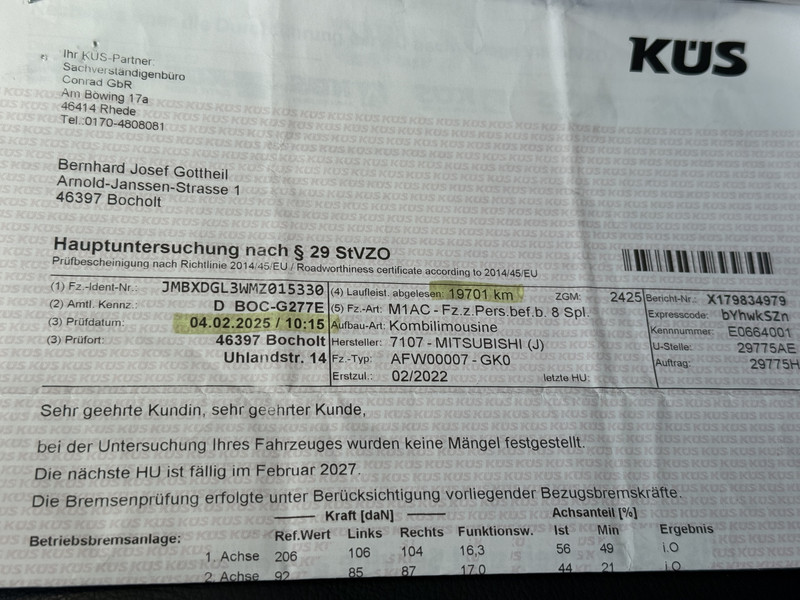 KÜS
Ihr KÜS-Partner:
Sachverständigenbüro
Conrad GbR
Am Böwing 17a
46414 Rhede
Tel.:0170-4808081
Bernhard Josef Gottheil
Arnold-Janssen-Strasse 1
46397 Bocholt
Hauptuntersuchung nach § 29 StVZO
Prüfbescheinigung nach Richtlinie 2014/45/EU / Roadworthiness certificate according to 2014/45/EU
(1) Fz.-Ident-Nr.: JMBXDGL3WMZ015330 (4) Laufleist. abgelesen: 19701 km ZGM: 2425 Bericht-Nr.: X179834979
(2) Amtl. Kennz.: D BOC-G277E (5) Fz.-Art: M1AC - Fz.z.Pers.bef.b. 8 Spl. Expresscode: bYhwkSZn
(3) Prüfdatum: 04.02.2025 / 10:15 Aufbau-Art: Kombilimousine Kennnummer: E0664001
(3) Prüfort: 46397 Bocholt Hersteller: 7107 - MITSUBISHI (J) U-Stelle: 29775AE
Uhlandstr. 14 Fz.-Typ: AFW00007 - GK0 Auftrag: 29775H
Erstzul.: 02/2022 letzte HU:
Sehr geehrte Kundin, sehr geehrter Kunde,
bei der Untersuchung Ihres Fahrzeuges wurden keine Mängel festgestellt.
Die nächste HU ist fällig im Februar 2027.
Die Bremsenprüfung erfolgte unter Berücksichtigung vorliegender Bezugsbremskräfte.
Kraft [daN] Achsanteil [%]
Betriebsbremsanlage: Ref.Wert Links Rechts Funktionsw. Ist Min Ergebnis
1. Achse 206 106 104 16,3 56 49 i.O
2. Achse 92 85 87 17,0 44 21 i.O